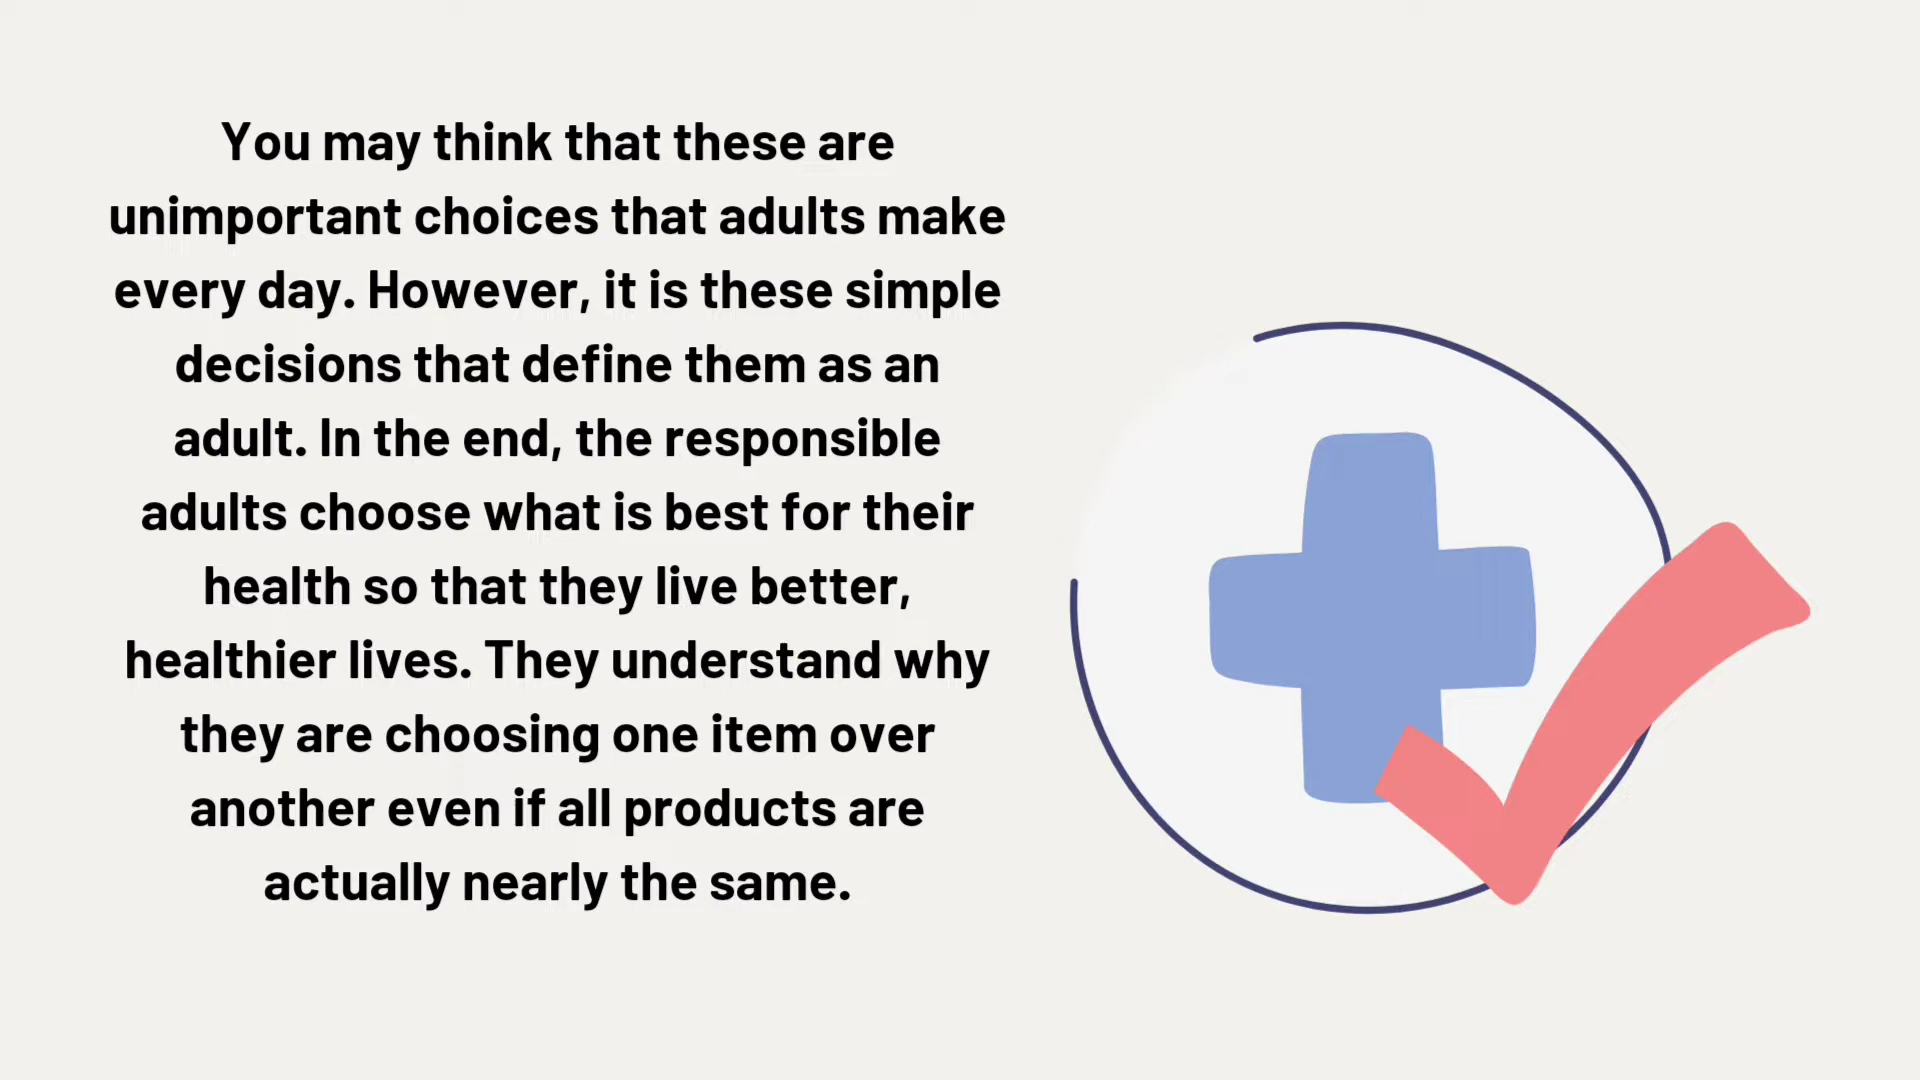 You may think that these are
unimportant choices that adults make
every day. However, it is these simple
decisions that define them as an
adult. In the end, the responsible
adults choose what is best for their
health so that they live better,
healthier lives. They understand why
they are choosing one item over
another even if all products are
actually nearly the same.